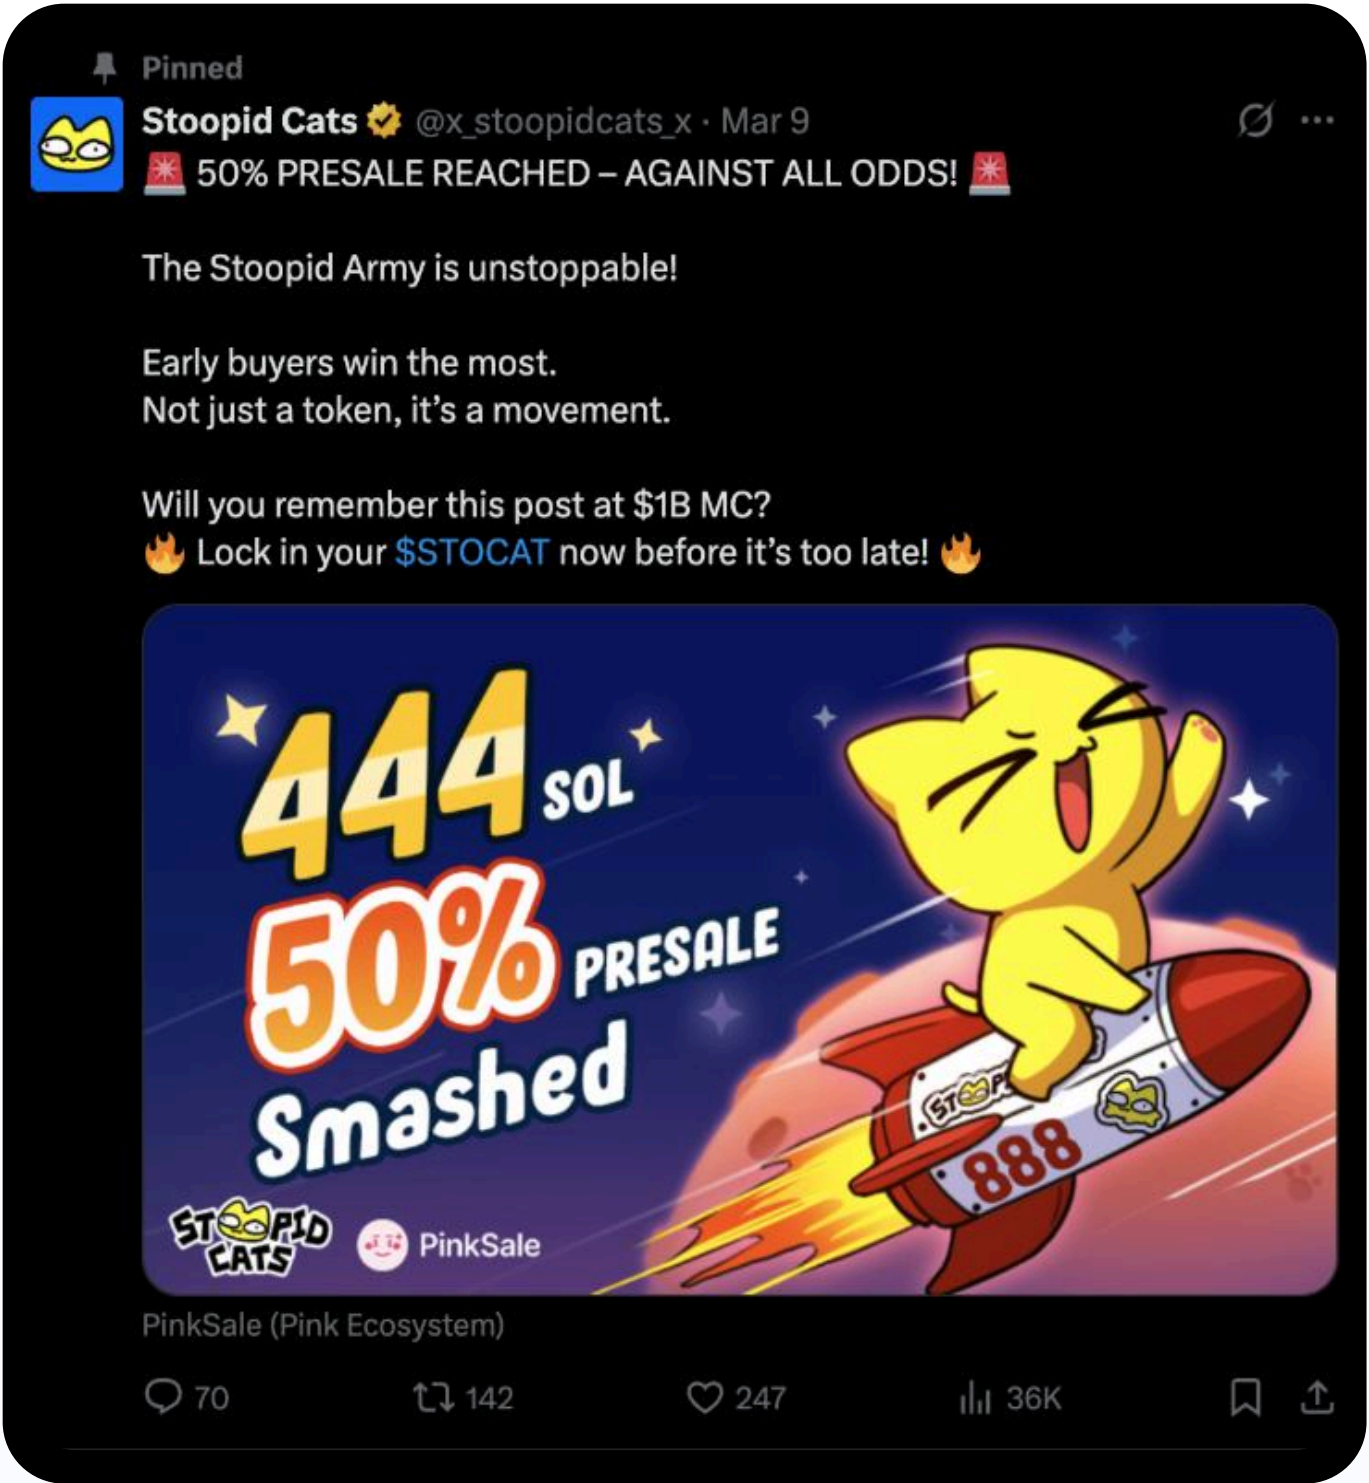 Pinned
Stoopid Cats @x_stoopidcats_x · Mar 9
🚨 50% PRESALE REACHED – AGAINST ALL ODDS! 🚨
The Stoopid Army is unstoppable!
Early buyers win the most.
Not just a token, it’s a movement.
Will you remember this post at $1B MC?
🔥 Lock in your $STOCAT now before it’s too late! 🔥
444 SOL
50% PRESALE
Smashed
STOOPID
CATS
PinkSale
STOOP
888
PinkSale (Pink Ecosystem)
70 142 247 36K